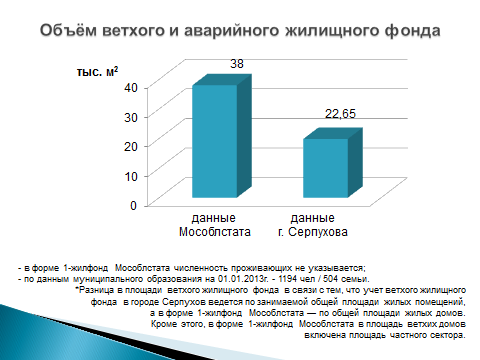 Объём ветхого и аварийного жилищного фонда
тыс. м²
38
22,65
40
30
20
10
0
данные
Мособлстата
данные
г. Серпухова
- в форме 1-жилфонд Мособлстата численность проживающих не указывается;
- по данным муниципального образования на 01.01.2013г. - 1194 чел / 504 семьи.
*Разница в площади ветхого жилищного фонда в связи с тем, что учет ветхого жилищного
фонда в городе Серпухов ведется по занимаемой общей площади жилых помещений,
а в форме 1-жилфонд Мособлстата — по общей площади жилых домов.
Кроме этого, в форме 1-жилфонд Мособлстата в площадь ветхих домов
включена площадь частного сектора.